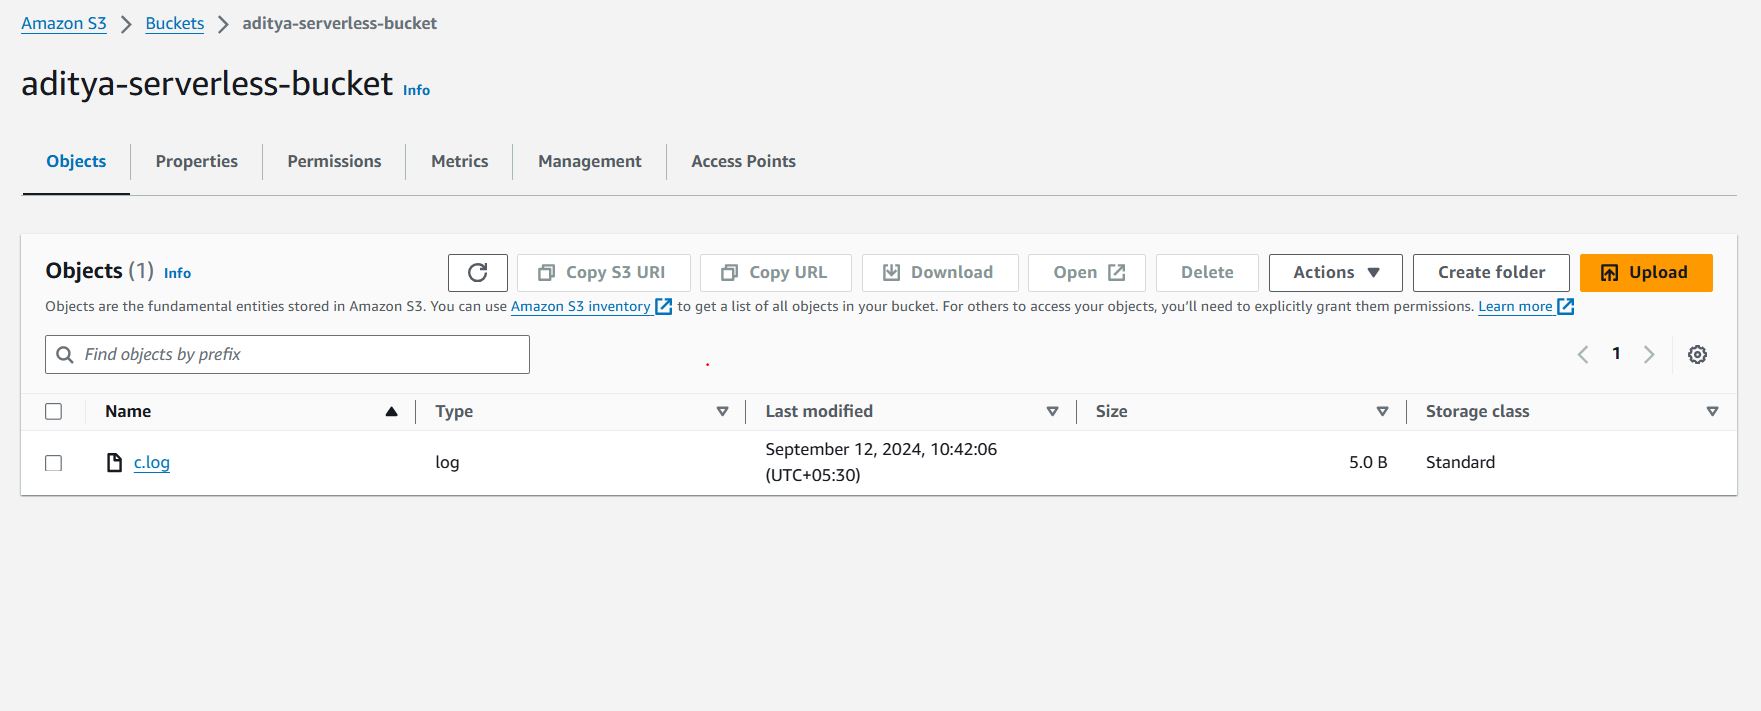 Amazon S3 > Buckets > aditya-serverless-bucket
aditya-serverless-bucket Info
Objects Properties Permissions Metrics Management Access Points
Objects (1) Info Copy S3 URI Copy URL Download Open Delete Actions Create folder Upload
Objects are the fundamental entities stored in Amazon S3. You can use Amazon S3 inventory to get a list of all objects in your bucket. For others to access your objects, you'll need to explicitly grant them permissions. Learn more
Find objects by prefix 1
Name Type Last modified Size Storage class
c.log log September 12, 2024, 10:42:06 (UTC+05:30) 5.0 B Standard